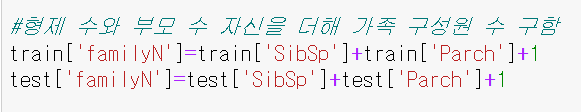 #형제 수와 부모 수 자신을 더해 가족 구성원 수 구함
train['familyN']=train['SibSp']+train['Parch']+1
test['familyN']=test['SibSp']+test['Parch']+1